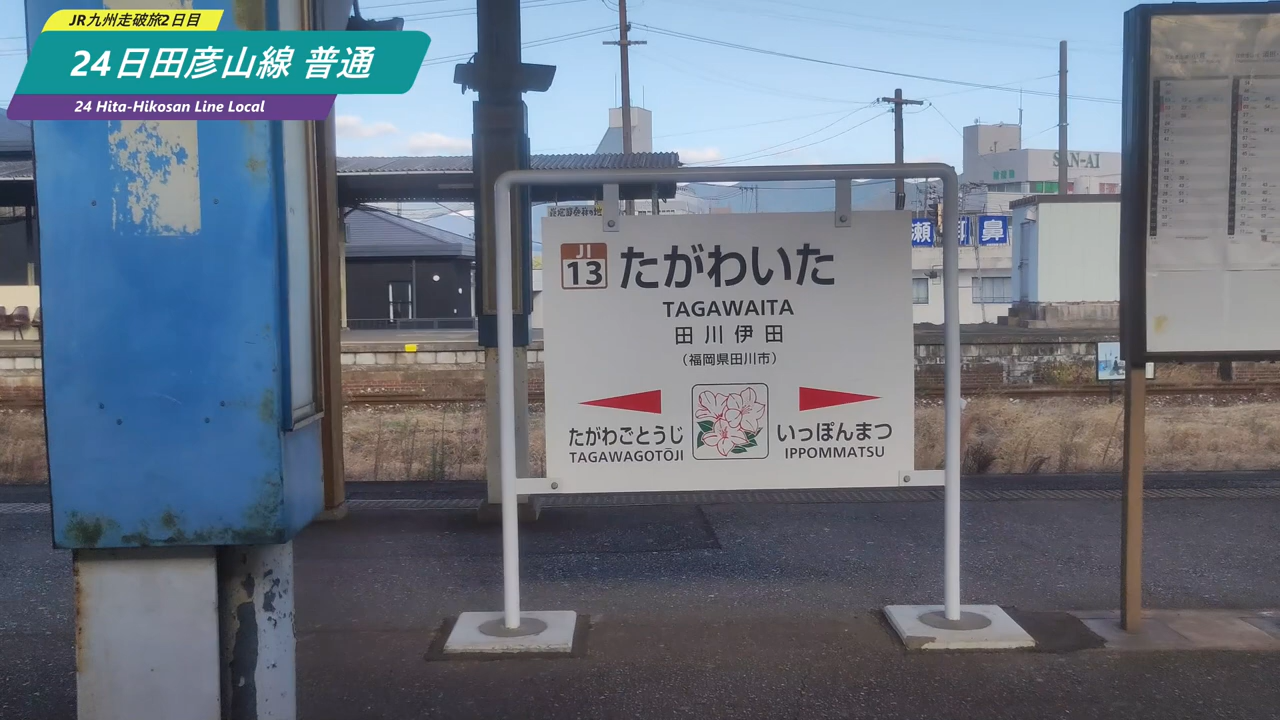 JR九州走破旅2日目
24日田彦山線 普通
24 Hita-Hikosan Line Local
SAN-AI
鼻
JI
13
たがわいた
TAGAWAITA
田川伊田
(福岡県田川市)
たがわごとうじ
TAGAWAGOTŌJI
いっぽんまつ
IPPOMMATSU